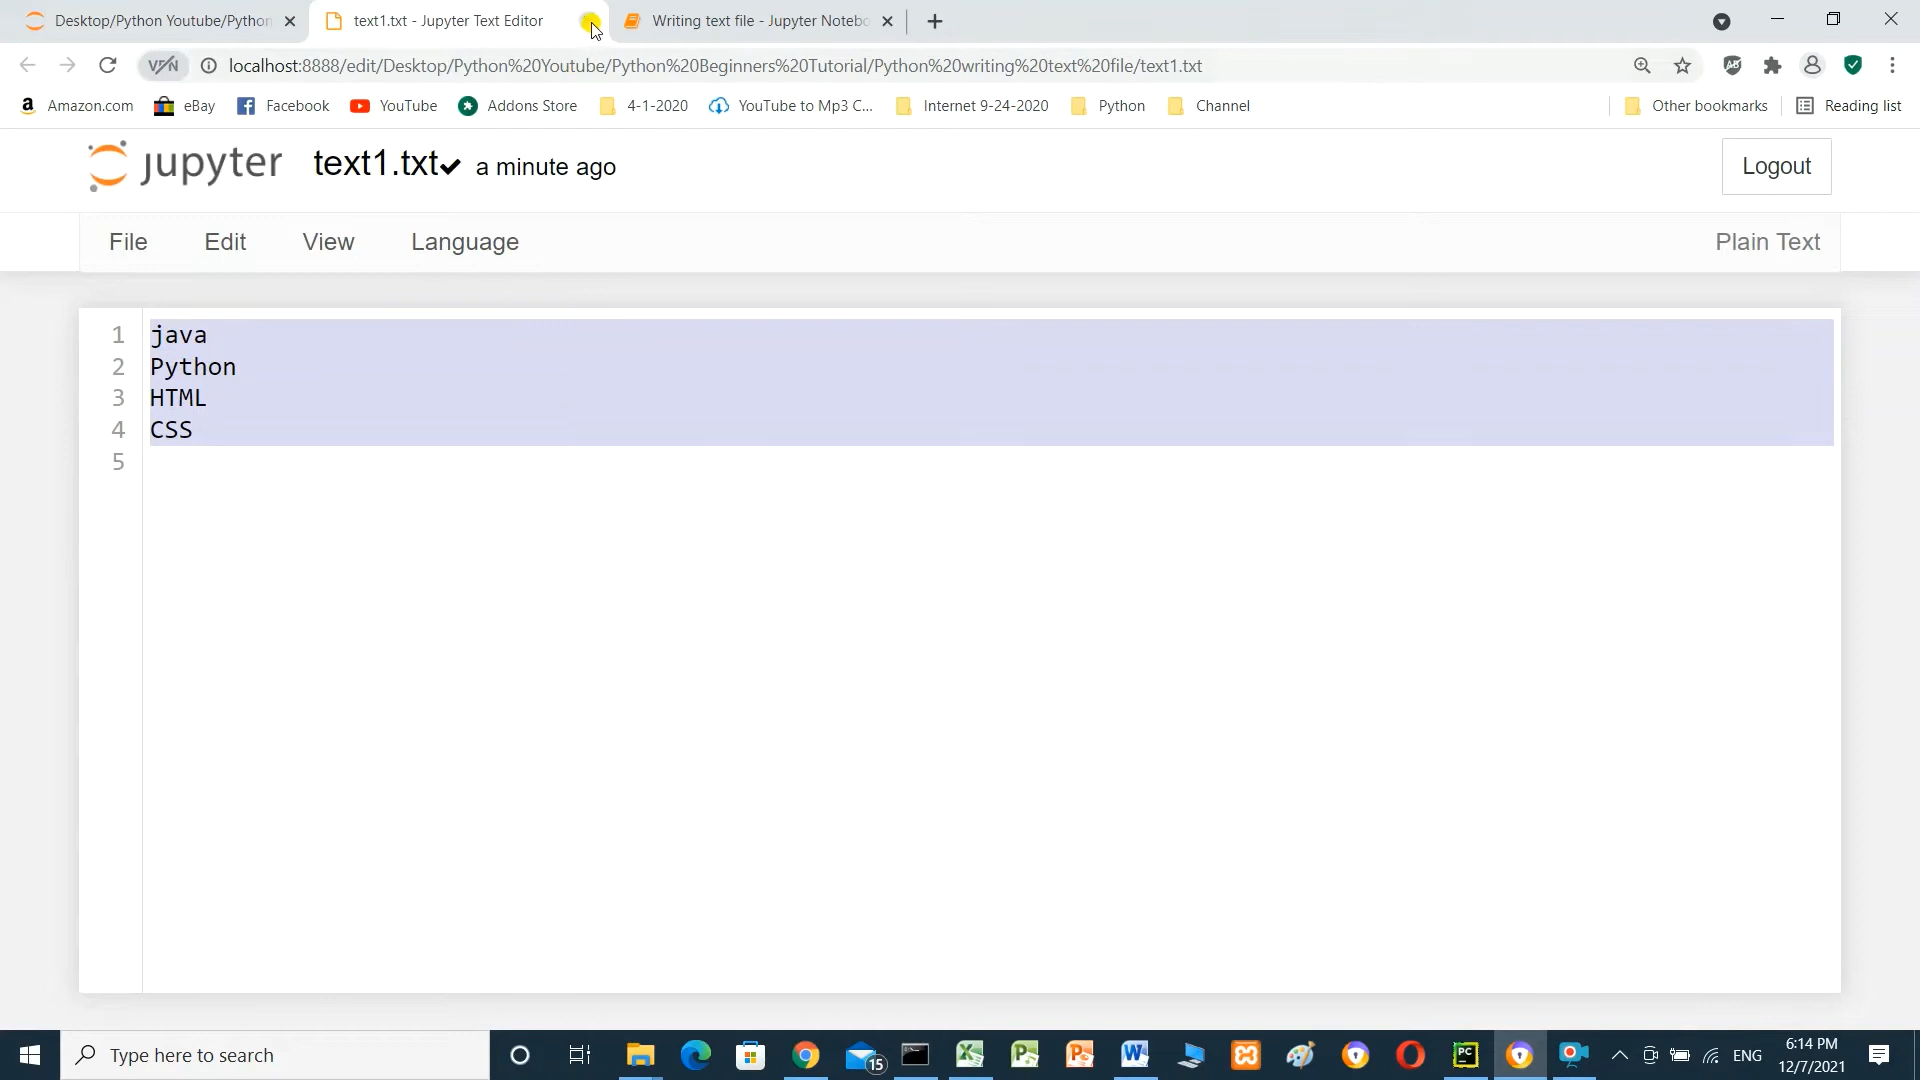 Desktop/Python Youtube/Python
text1.txt - Jupyter Text Editor
Writing text file - Jupyter Notebo
VPN
localhost:8888/edit/Desktop/Python%20Youtube/Python%20Beginners%20Tutorial/Python%20writing%20text%20file/text1.txt
Amazon.com
eBay
Facebook
YouTube
Addons Store
4-1-2020
YouTube to Mp3 C...
Internet 9-24-2020
Python
Channel
Other bookmarks
Reading list
jupyter
text1.txt
a minute ago
Logout
File
Edit
View
Language
Plain Text
1 java
2 Python
3 HTML
4 CSS
5
Type here to search
15
PC
ENG
6:14 PM
12/7/2021